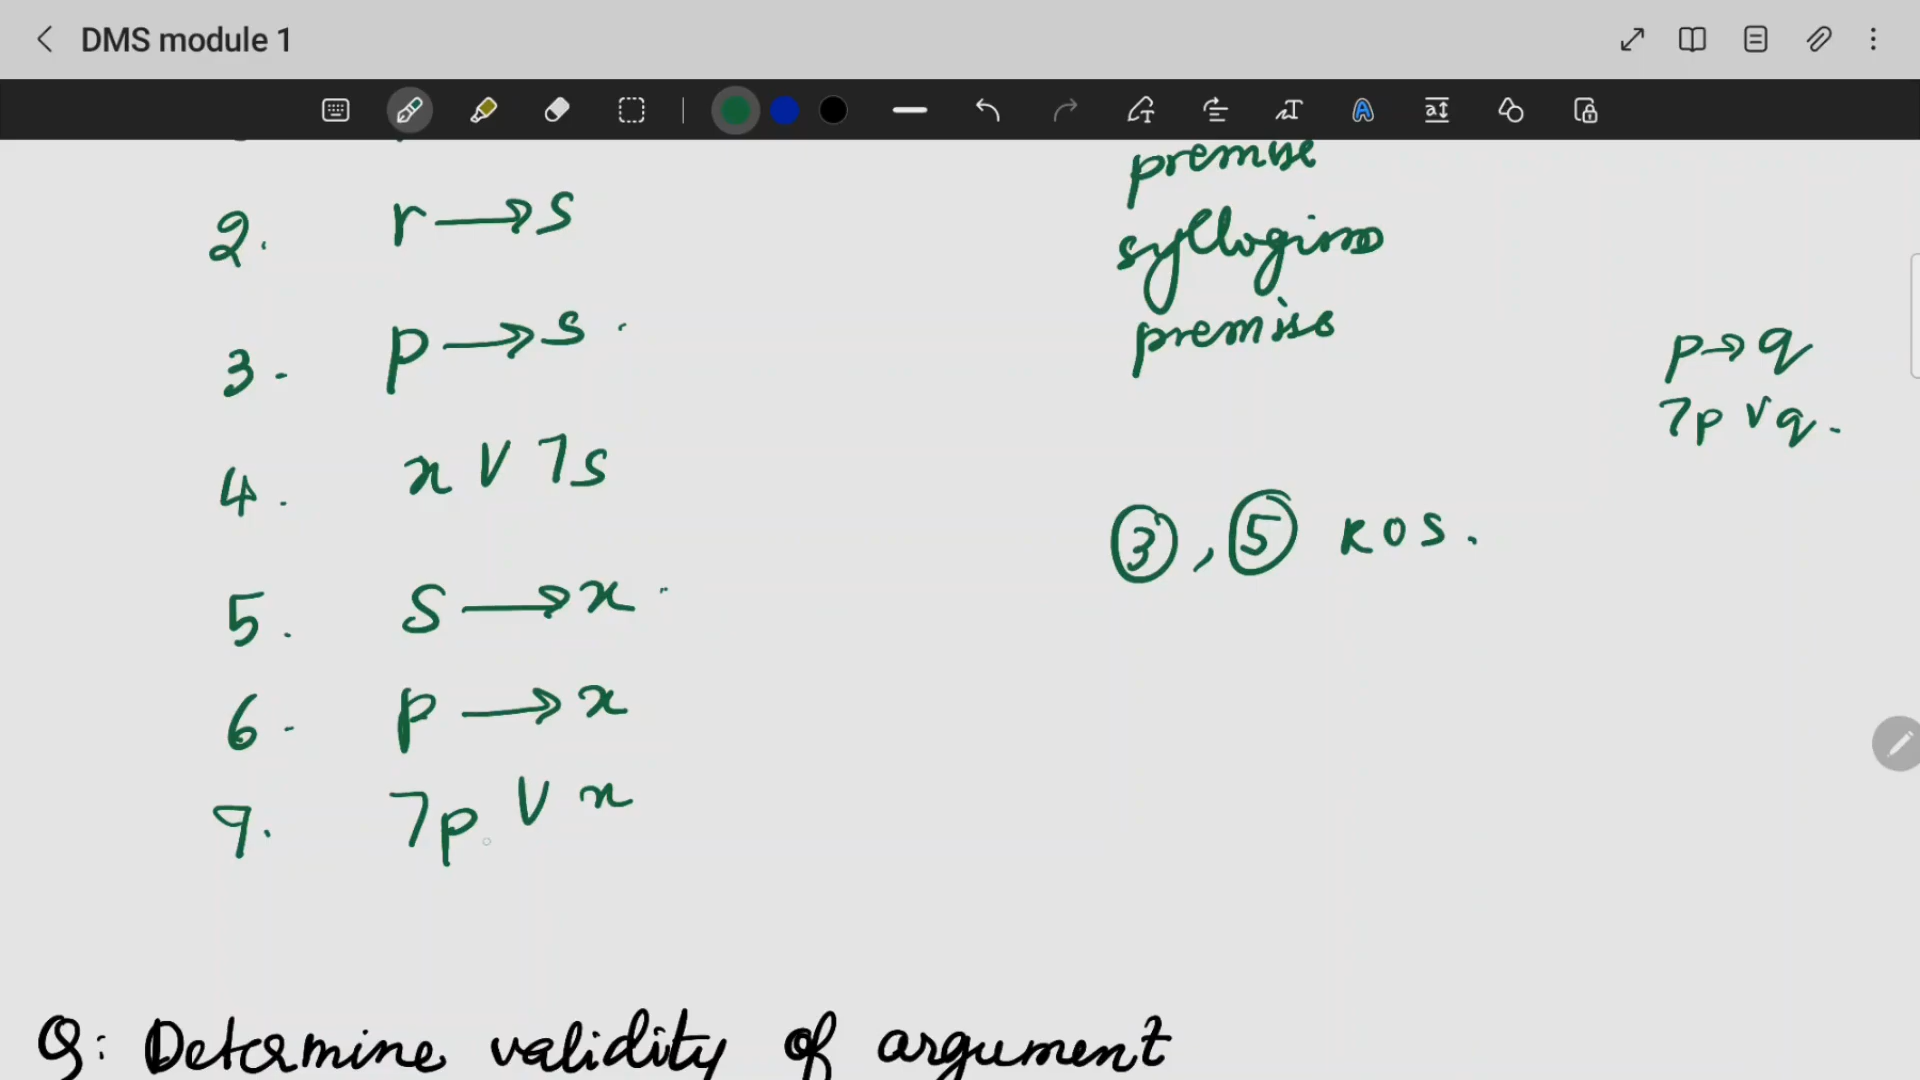 DMS module 1
premise
2. r → s
syllogism
3. p → s
premise
p → q
7p ∨ q.
4. x ∨ 7s
③, ⑤ ROS.
5. s → x
6. p → x
7. 7p ∨ x
Q: Determine validity of argument